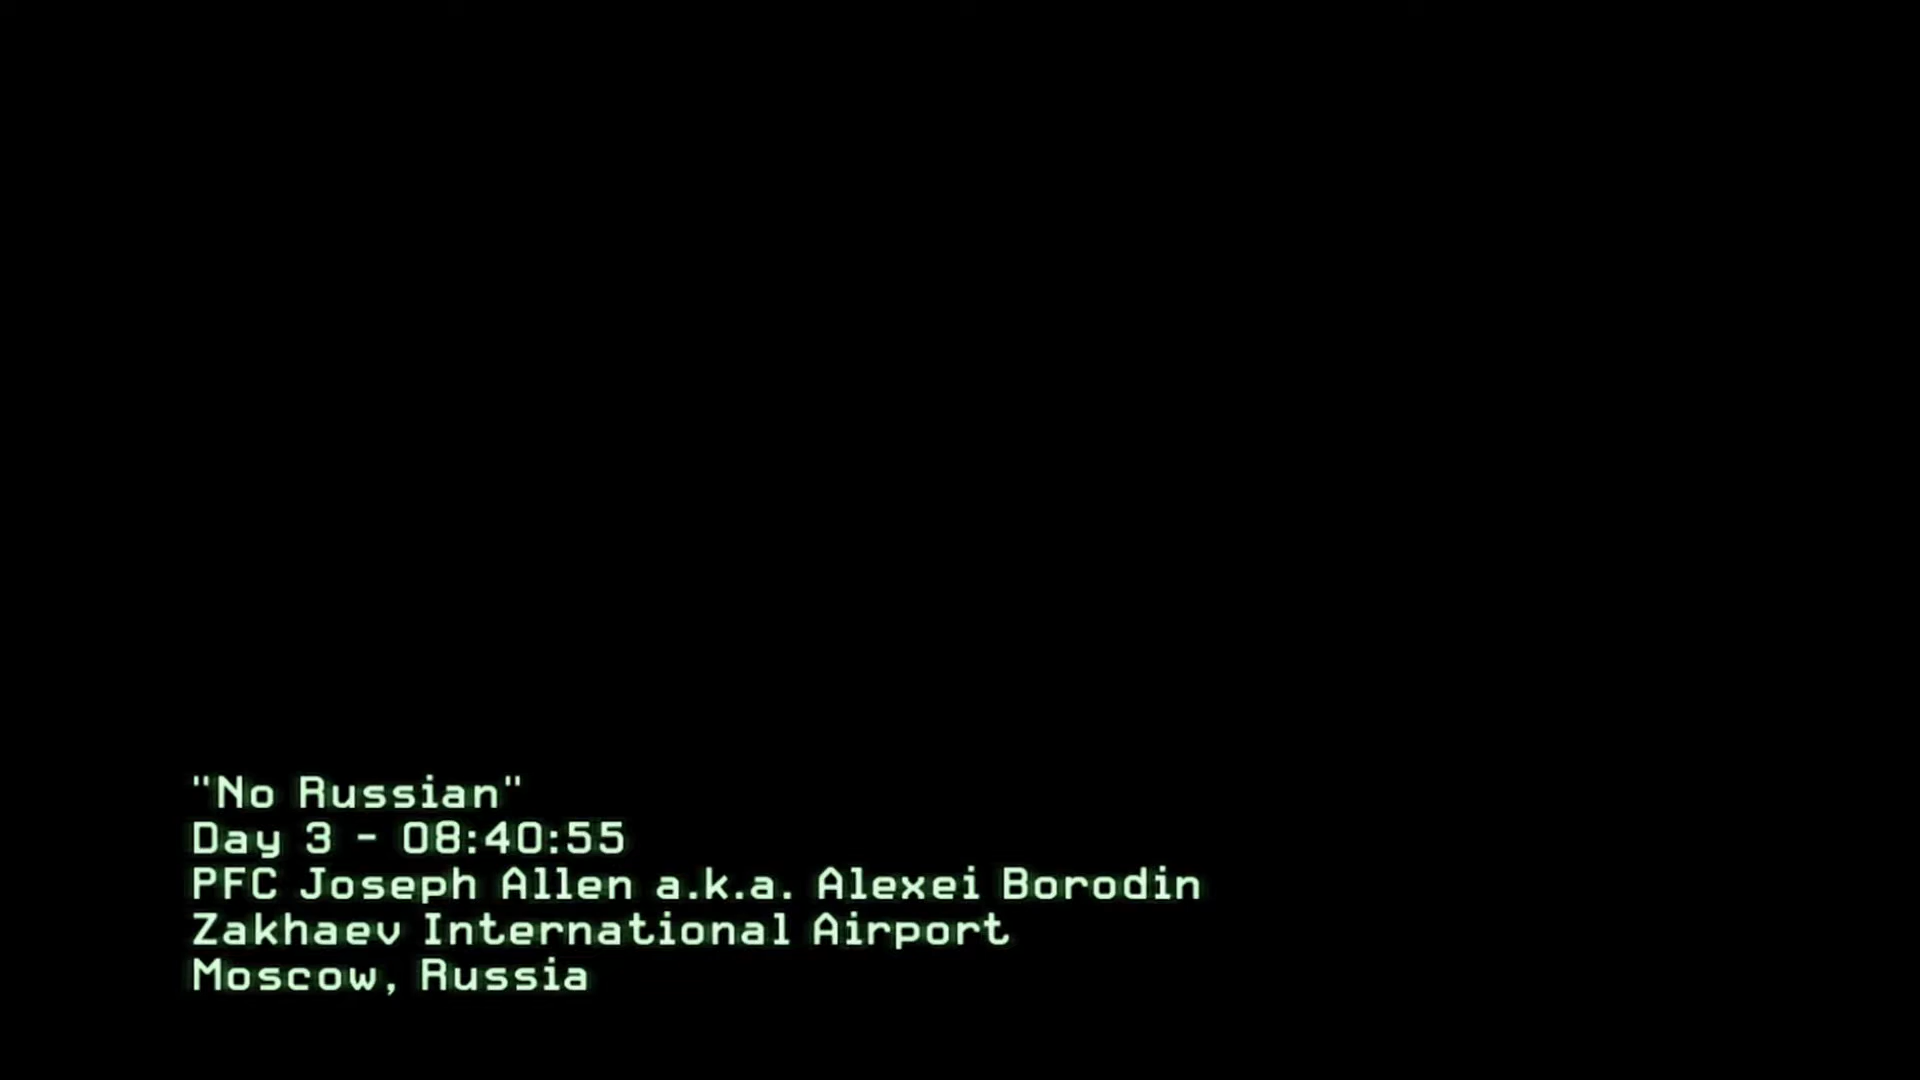 "No Russian"
Day 3 - 08:40:55
PFC Joseph Allen a.k.a. Alexei Borodin
Zakhaev International Airport
Moscow, Russia